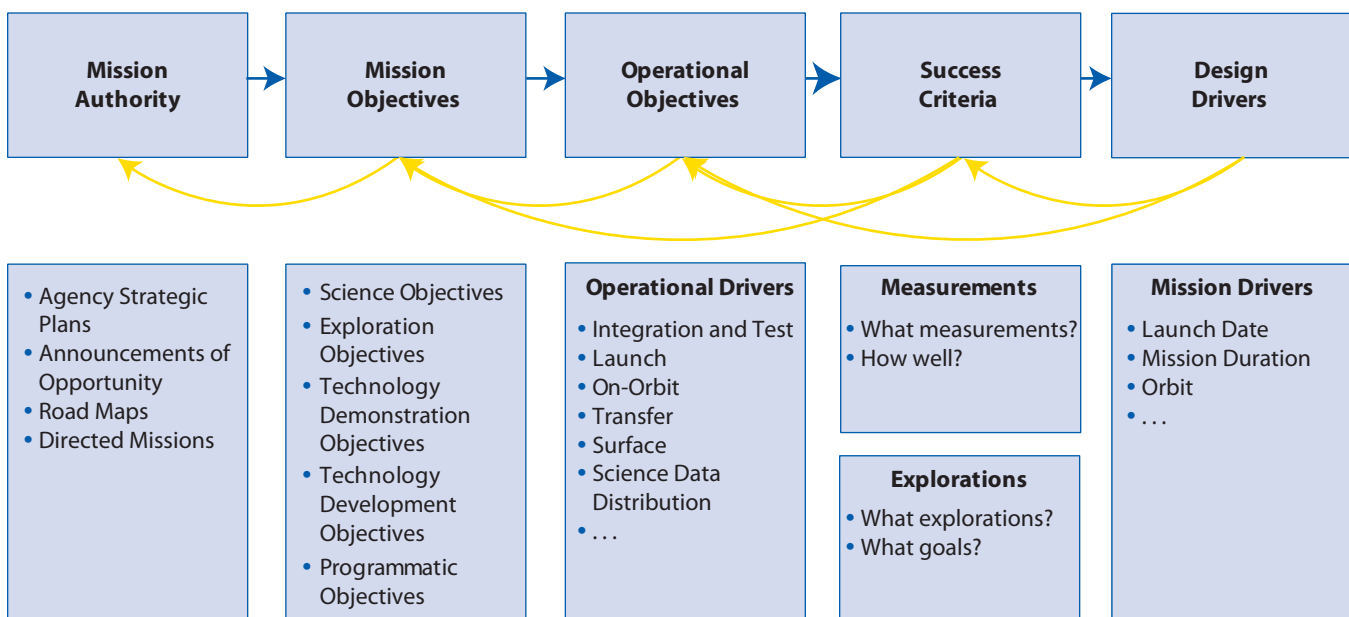 Mission
Authority
Mission
Objectives
Operational
Objectives
Success
Criteria
Design
Drivers
• Agency Strategic
Plans
• Announcements of
Opportunity
• Road Maps
• Directed Missions
• Science Objectives
• Exploration
Objectives
• Technology
Demonstration
Objectives
• Technology
Development
Objectives
• Programmatic
Objectives
Operational Drivers
• Integration and Test
• Launch
• On-Orbit
• Transfer
• Surface
• Science Data
Distribution
• . . .
Measurements
• What measurements?
• How well?
Explorations
• What explorations?
• What goals?
Mission Drivers
• Launch Date
• Mission Duration
• Orbit
• . . .